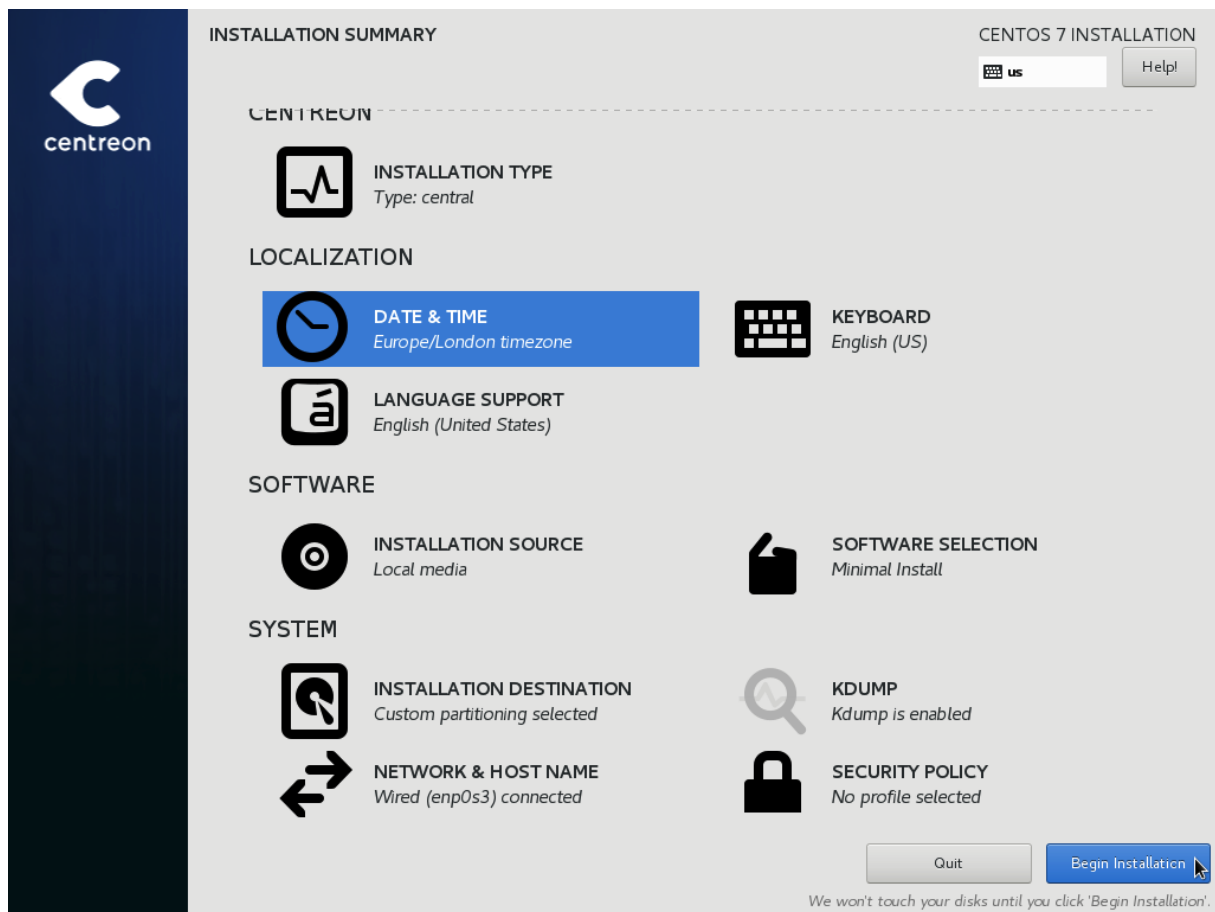 INSTALLATION SUMMARY
CENTOS 7 INSTALLATION
us
Help!
centreon
CENTREON
INSTALLATION TYPE
Type: central
LOCALIZATION
DATE & TIME
Europe/London timezone
KEYBOARD
English (US)
á
LANGUAGE SUPPORT
English (United States)
SOFTWARE
INSTALLATION SOURCE
Local media
SOFTWARE SELECTION
Minimal Install
SYSTEM
INSTALLATION DESTINATION
Custom partitioning selected
KDUMP
Kdump is enabled
NETWORK & HOST NAME
Wired (enp0s3) connected
SECURITY POLICY
No profile selected
Quit
Begin Installation
We won't touch your disks until you click 'Begin Installation'.